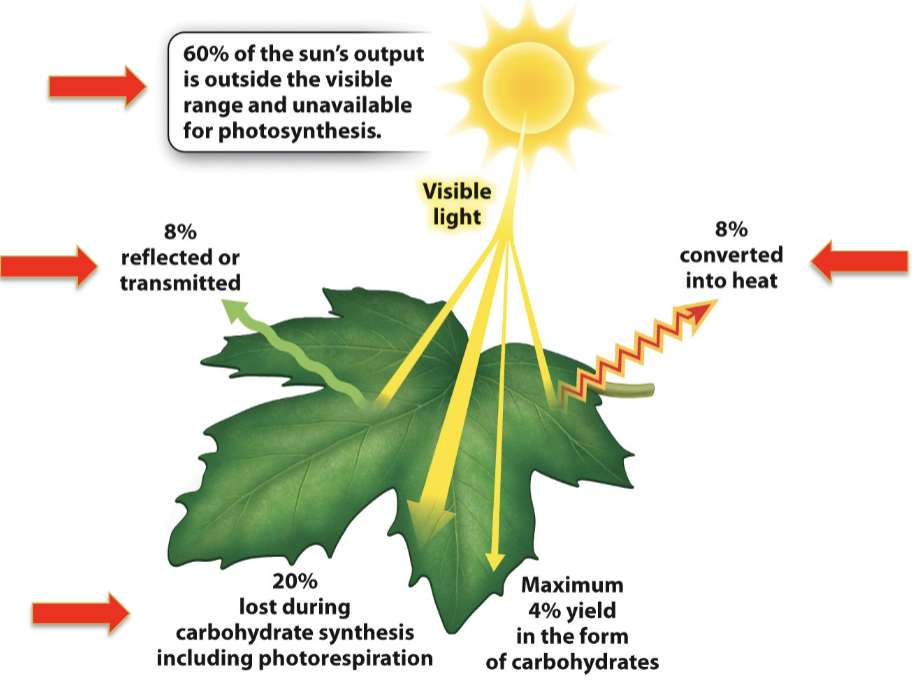 60% of the sun's output
is outside the visible
range and unavailable
for photosynthesis.
Visible
light
8%
reflected or
transmitted
8%
converted
into heat
20%
lost during
carbohydrate synthesis
including photorespiration
Maximum
4% yield
in the form
of carbohydrates